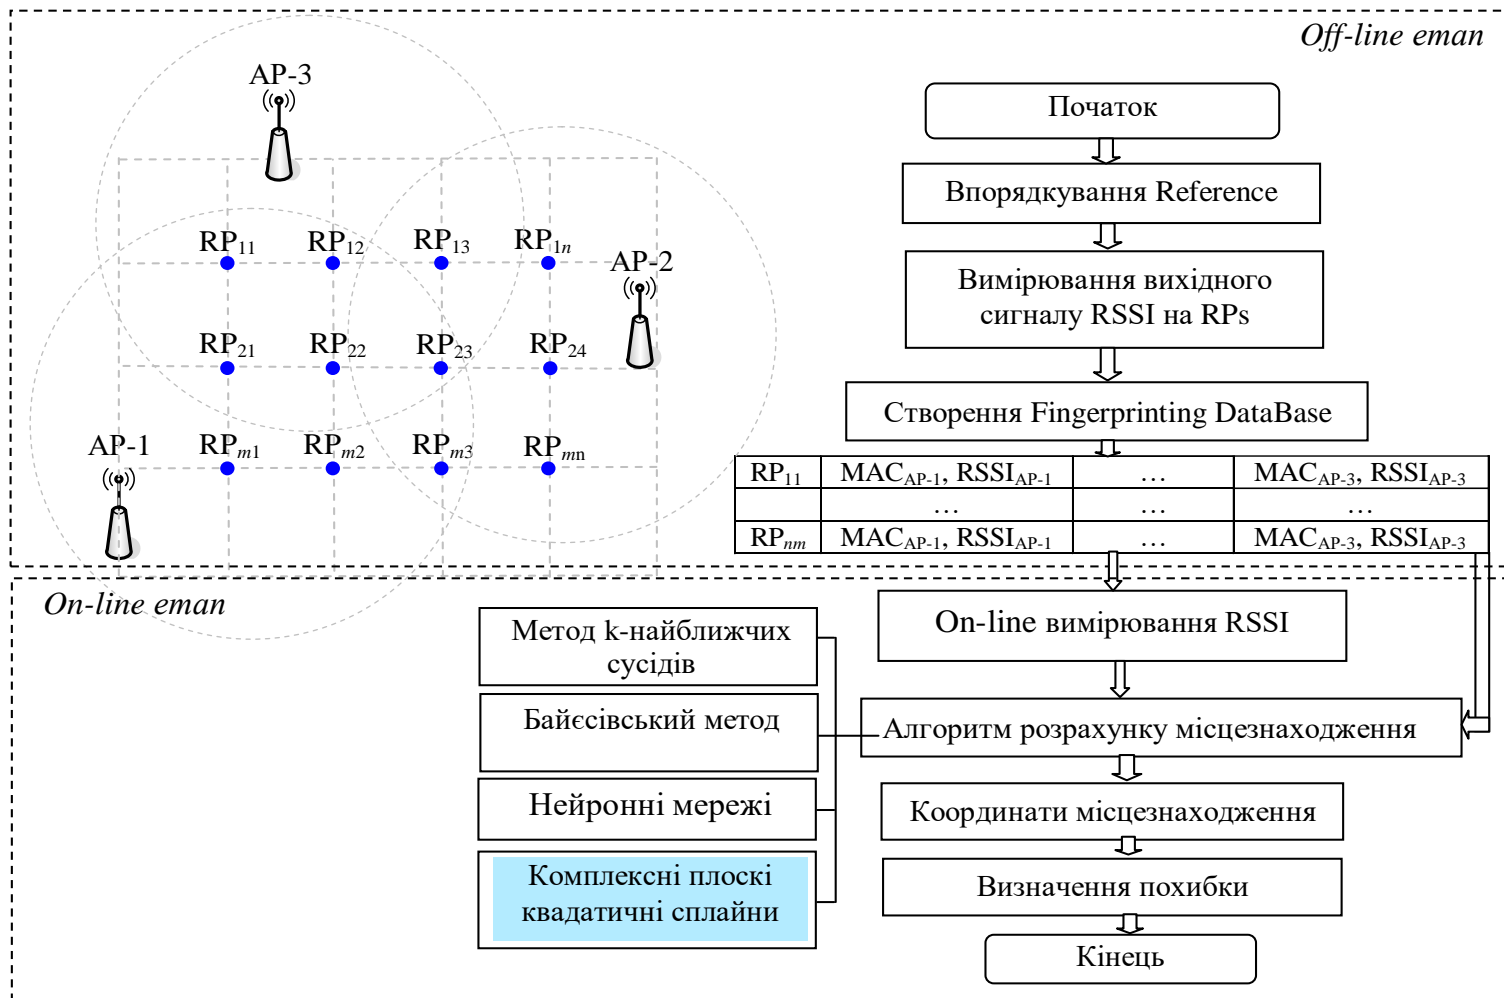 Off-line етап
AP-3
AP-2
AP-1
RP11 RP12 RP13 RP1n
RP21 RP22 RP23 RP24
RPm1 RPm2 RPm3 RPmn
Початок
Впорядкування Reference
Вимірювання вихідного
сигналу RSSI на RPs
Створення Fingerprinting DataBase
RP11 MACAP-1, RSSIAP-1 … MACAP-3, RSSIAP-3
… … …
RPnm MACAP-1, RSSIAP-1 … MACAP-3, RSSIAP-3
On-line етап
On-line вимірювання RSSI
Алгоритм розрахунку місцезнаходження
Метод k-найближчих
сусідів
Байєсівський метод
Нейронні мережі
Комплексні плоскі
квадатичні сплайни
Координати місцезнаходження
Визначення похибки
Кінець